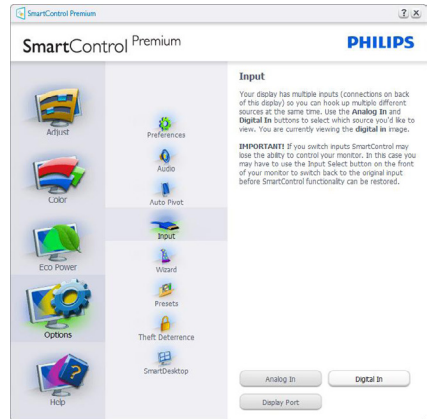 SmartControl Premium
SmartControl Premium
PHILIPS
Adjust
Color
Eco Power
Options
Help
Preferences
Audio
Auto Pivot
Input
Wizard
Presets
Theft Deterrence
SmartDesktop
Input
Your display has multiple inputs (connections on back
of this display) so you can hook up multiple different
sources at the same time. Use the Analog In and
Digital In buttons to select which source you'd like to
view. You are currently viewing the digital in image.
IMPORTANT! If you switch inputs SmartControl may
lose the ability to control your monitor. In this case you
may have to use the Input Select button on the front
of your monitor to switch back to the original input
before SmartControl functionality can be restored.
Analog In
Digital In
Display Port